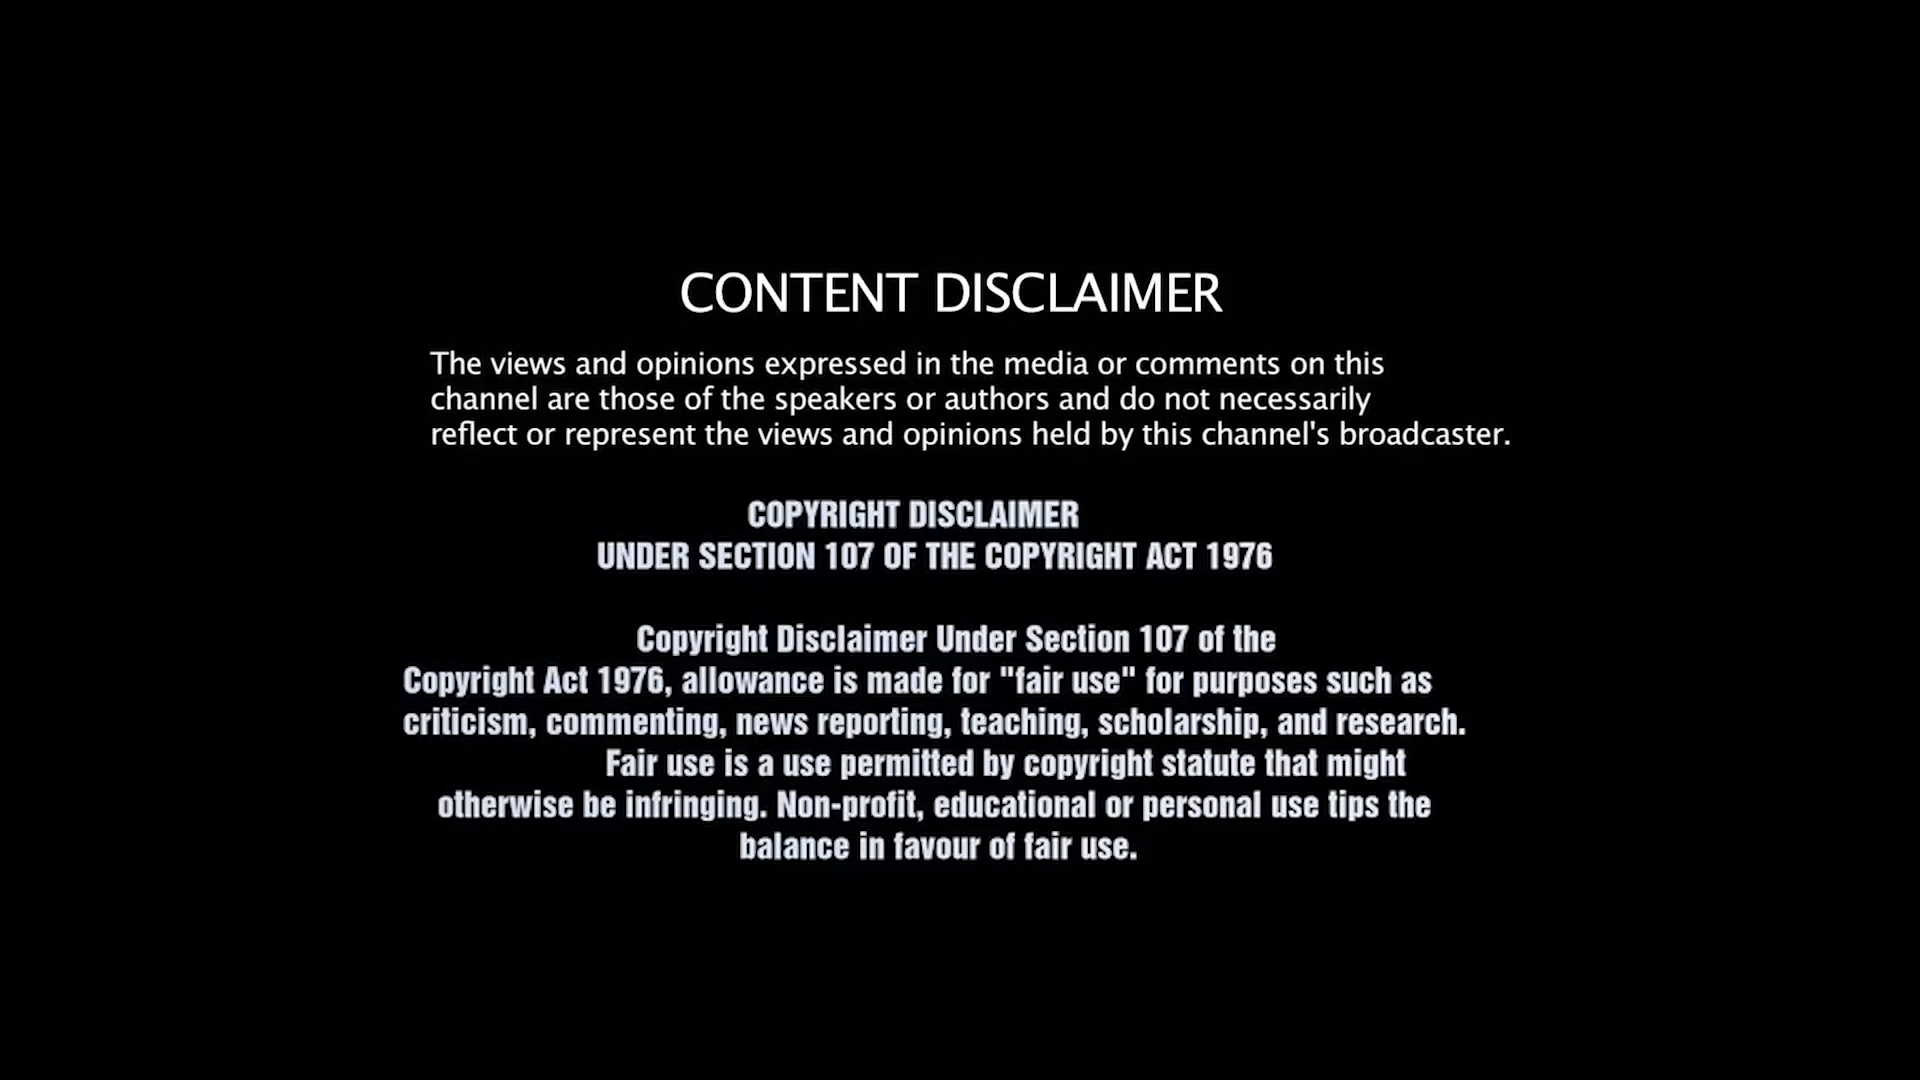 CONTENT DISCLAIMER
The views and opinions expressed in the media or comments on this
channel are those of the speakers or authors and do not necessarily
reflect or represent the views and opinions held by this channel's broadcaster.
COPYRIGHT DISCLAIMER
UNDER SECTION 107 OF THE COPYRIGHT ACT 1976
Copyright Disclaimer Under Section 107 of the
Copyright Act 1976, allowance is made for "fair use" for purposes such as
criticism, commenting, news reporting, teaching, scholarship, and research.
Fair use is a use permitted by copyright statute that might
otherwise be infringing. Non-profit, educational or personal use tips the
balance in favour of fair use.